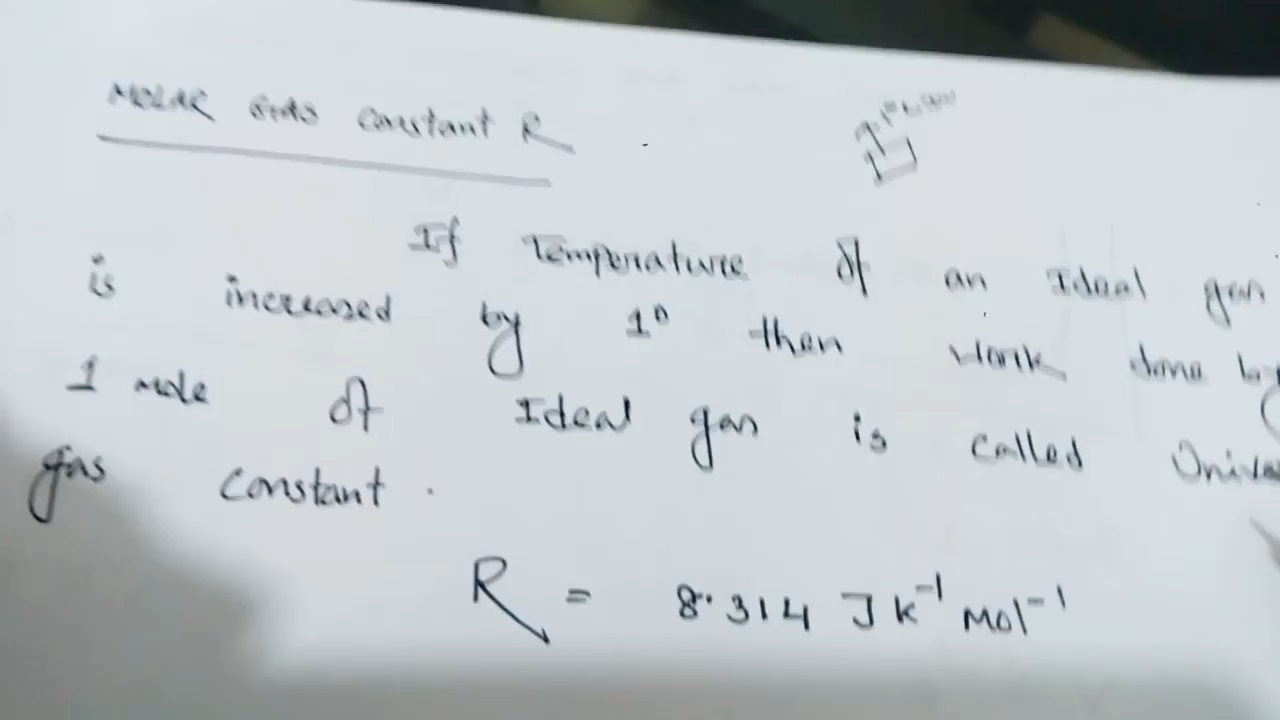 MOLAR GAS Constant R
If Temperature of an Ideal gas
is increased by 1° then work done by
1 mole of Ideal gas is called
gas constant.
R = 8.314 J K⁻¹ Mol⁻¹